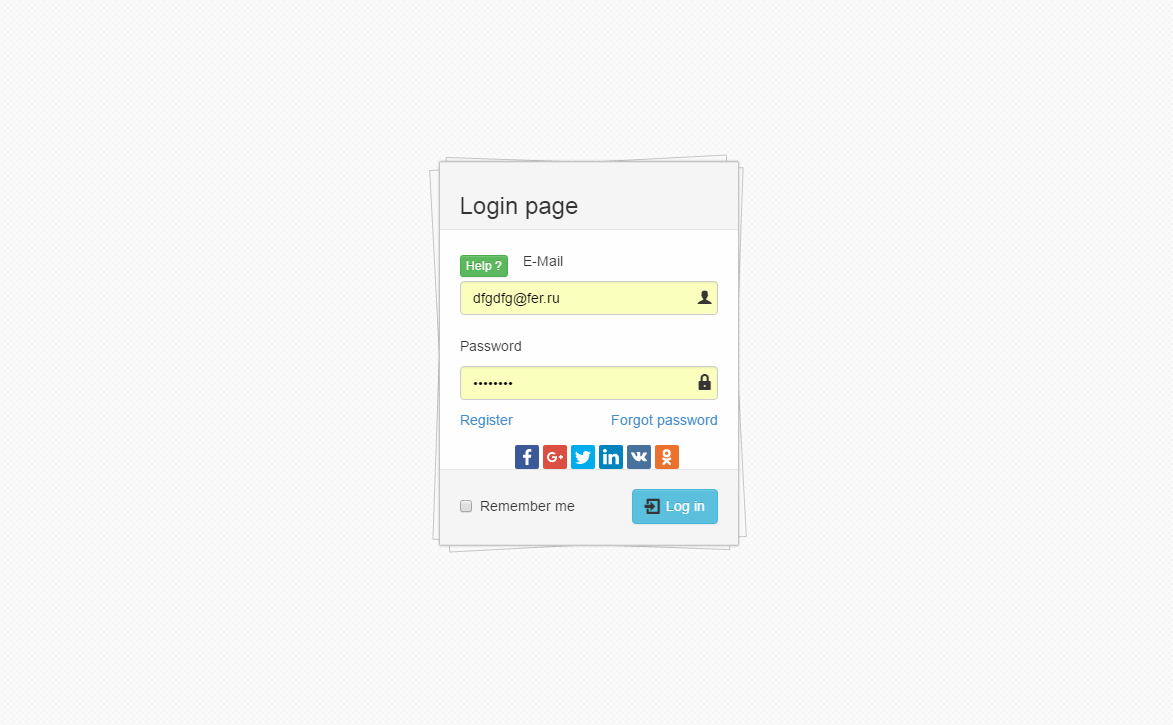 Login page
Help ? E-Mail
dfgdfg@fer.ru
Password
••••••••
Register Forgot password
Remember me Log in